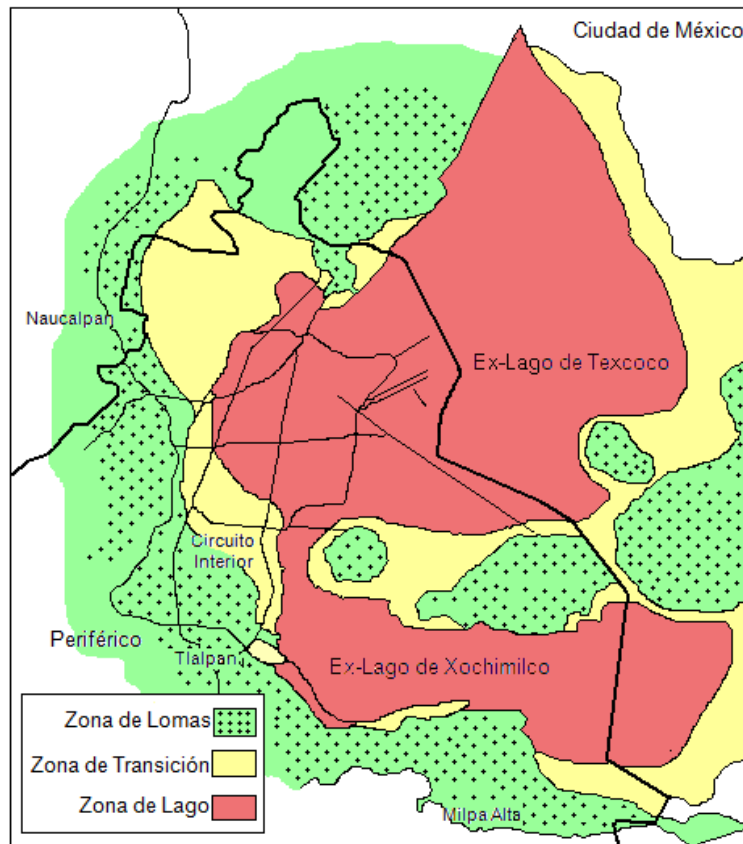 Ciudad de México
Naucalpan
Ex-Lago de Texcoco
Circuito
Interior
Periférico
Tlalpan
Ex-Lago de Xochimilco
Zona de Lomas
Zona de Transición
Zona de Lago
Milpa Alta